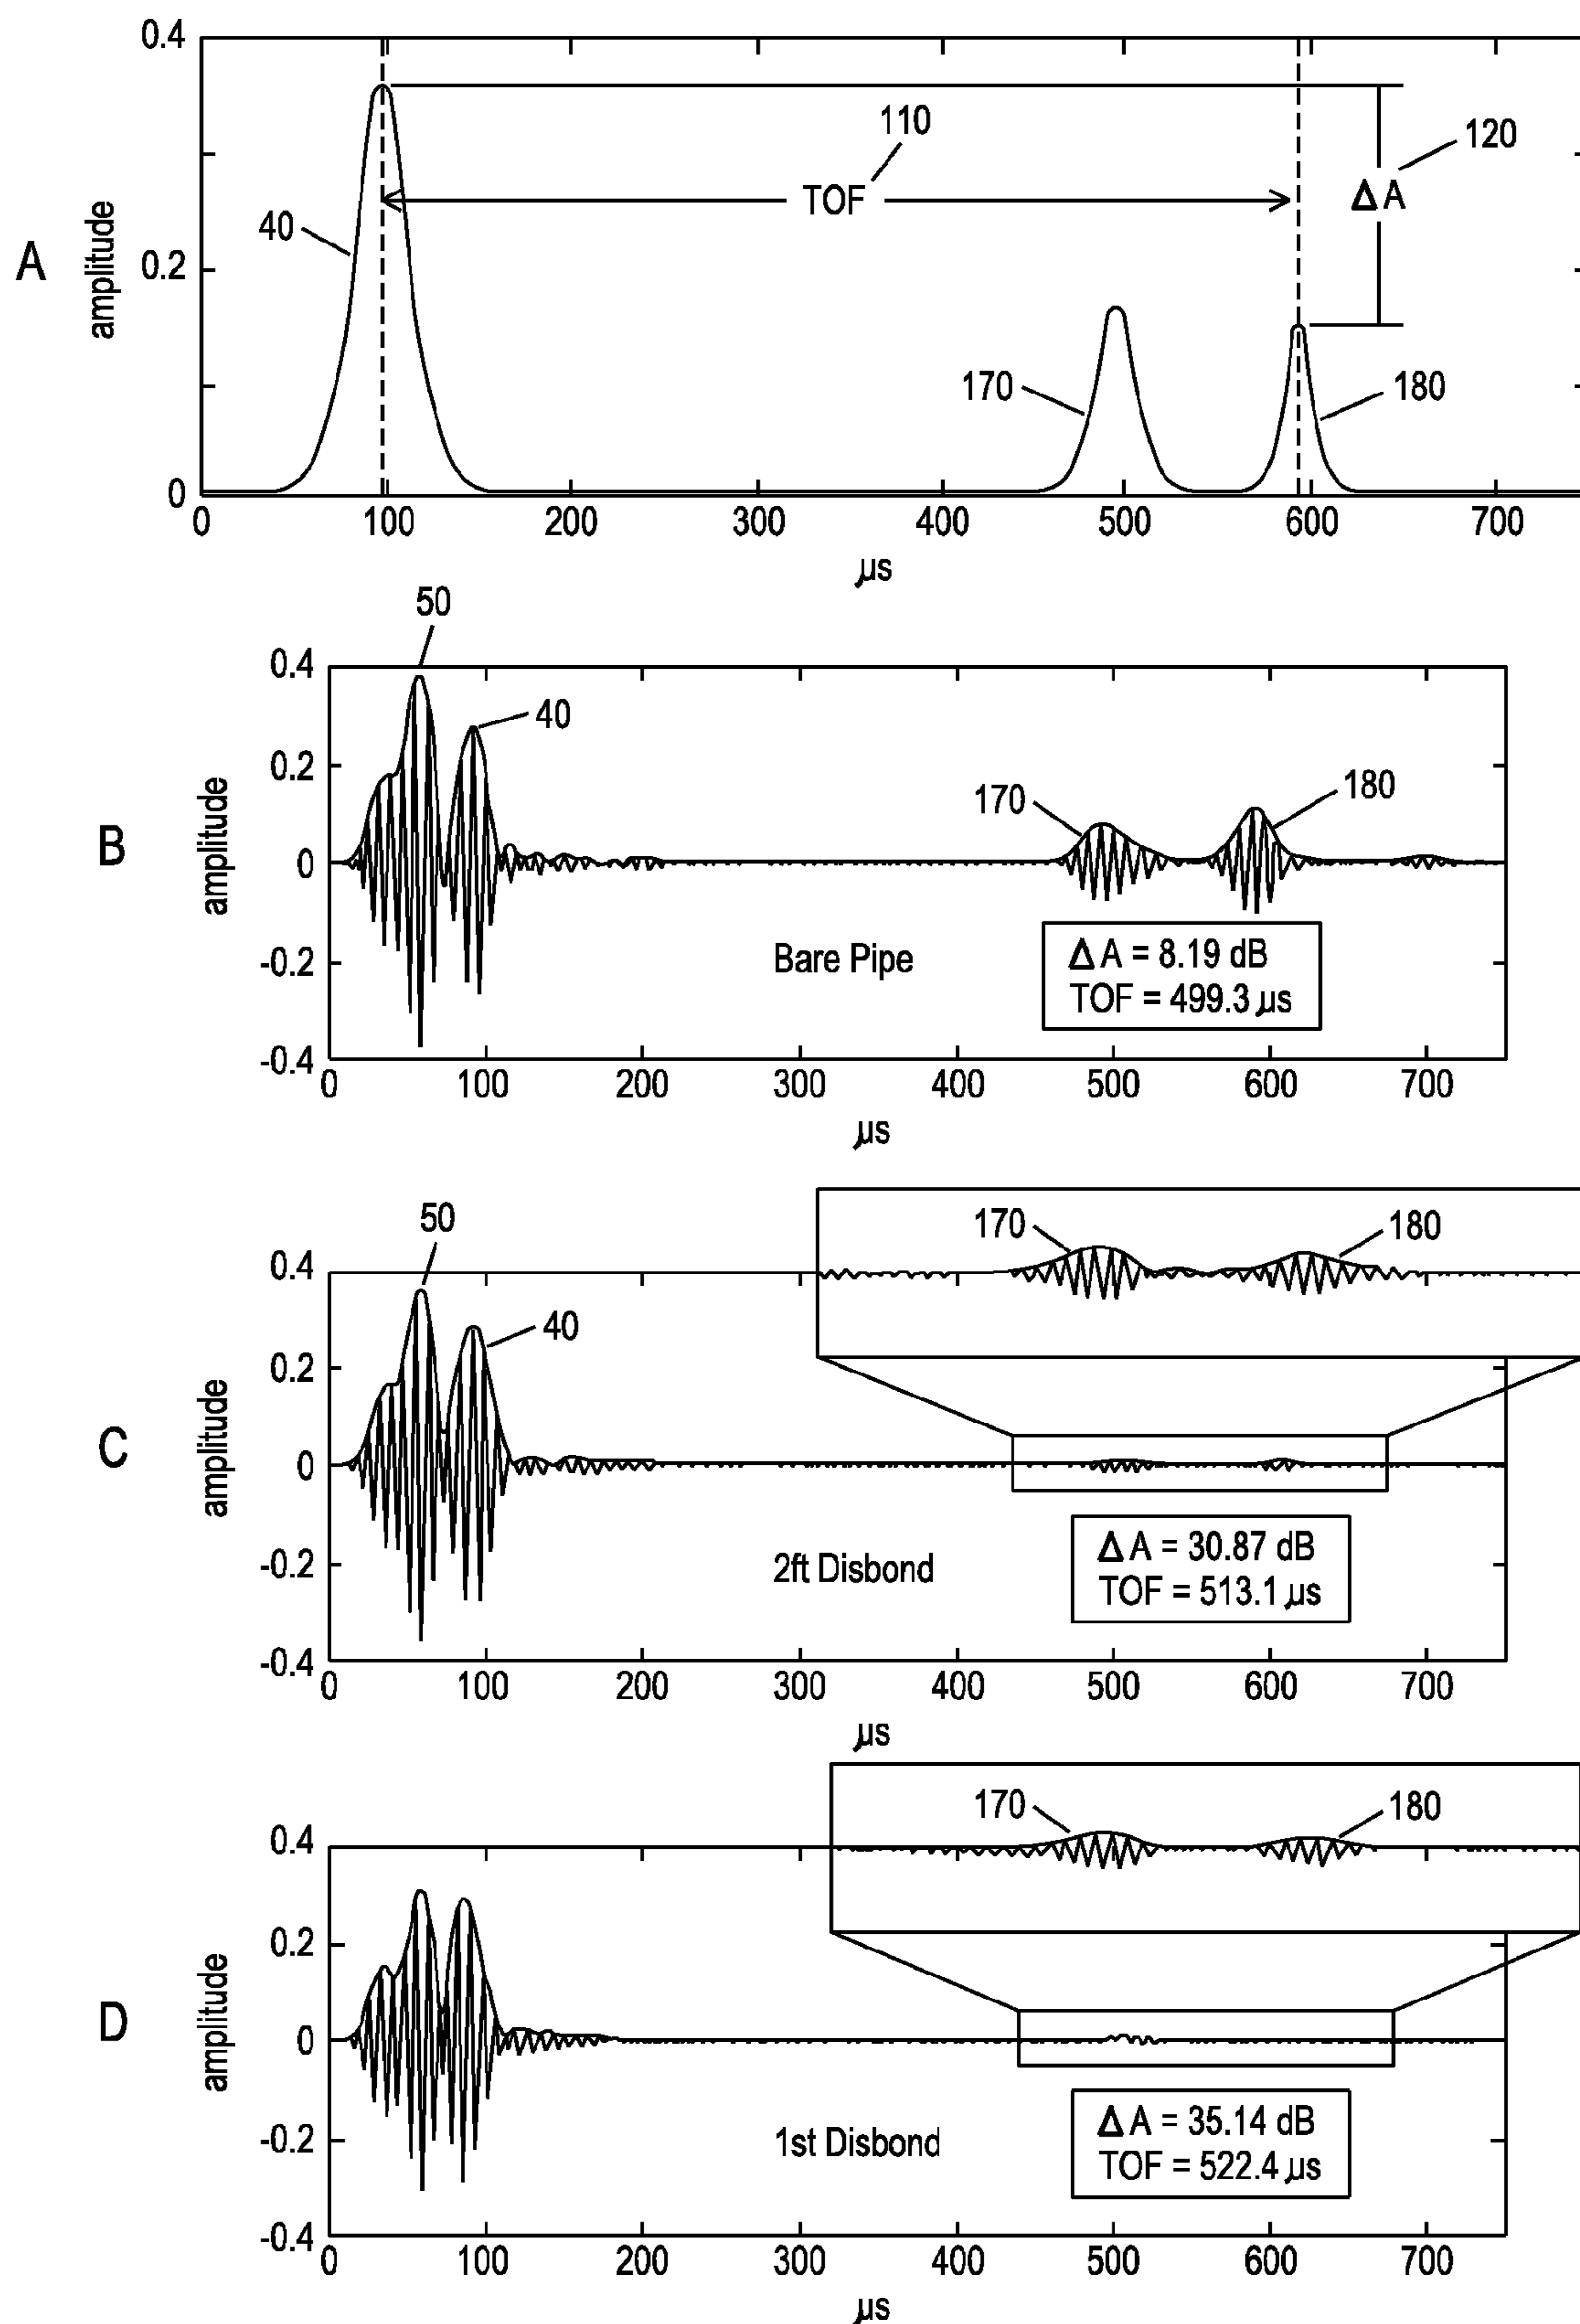 0.4
110
120
TOF
Δ A
40
A
amplitude
0.2
170
180
0
0 100 200 300 400 500 600 700
µs
50
0.4
40
0.2
170
180
B
amplitude
0
Bare Pipe
Δ A = 8.19 dB
TOF = 499.3 µs
-0.2
-0.4
0 100 200 300 400 500 600 700
µs
50
170
180
0.4
40
0.2
C
amplitude
0
Δ A = 30.87 dB
TOF = 513.1 µs
-0.2
2ft Disbond
-0.4
0 100 200 300 400 500 600 700
µs
170
180
0.4
0.2
D
amplitude
0
Δ A = 35.14 dB
TOF = 522.4 µs
-0.2
1st Disbond
-0.4
0 100 200 300 400 500 600 700
µs